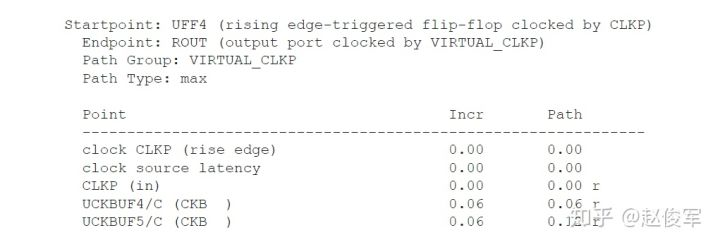 Startpoint: UFF4 (rising edge-triggered flip-flop clocked by CLKP)
Endpoint: ROUT (output port clocked by VIRTUAL_CLKP)
Path Group: VIRTUAL_CLKP
Path Type: max
Point Incr Path
---------------------------------------------------------------
clock CLKP (rise edge) 0.00 0.00
clock source latency 0.00 0.00
CLKP (in) 0.00 0.00 r
UCKBUF4/C (CKB  ) 0.06 0.06 r
UCKBUF5/C (CKB  ) 0.06 0.12 r
知乎 @赵俊军